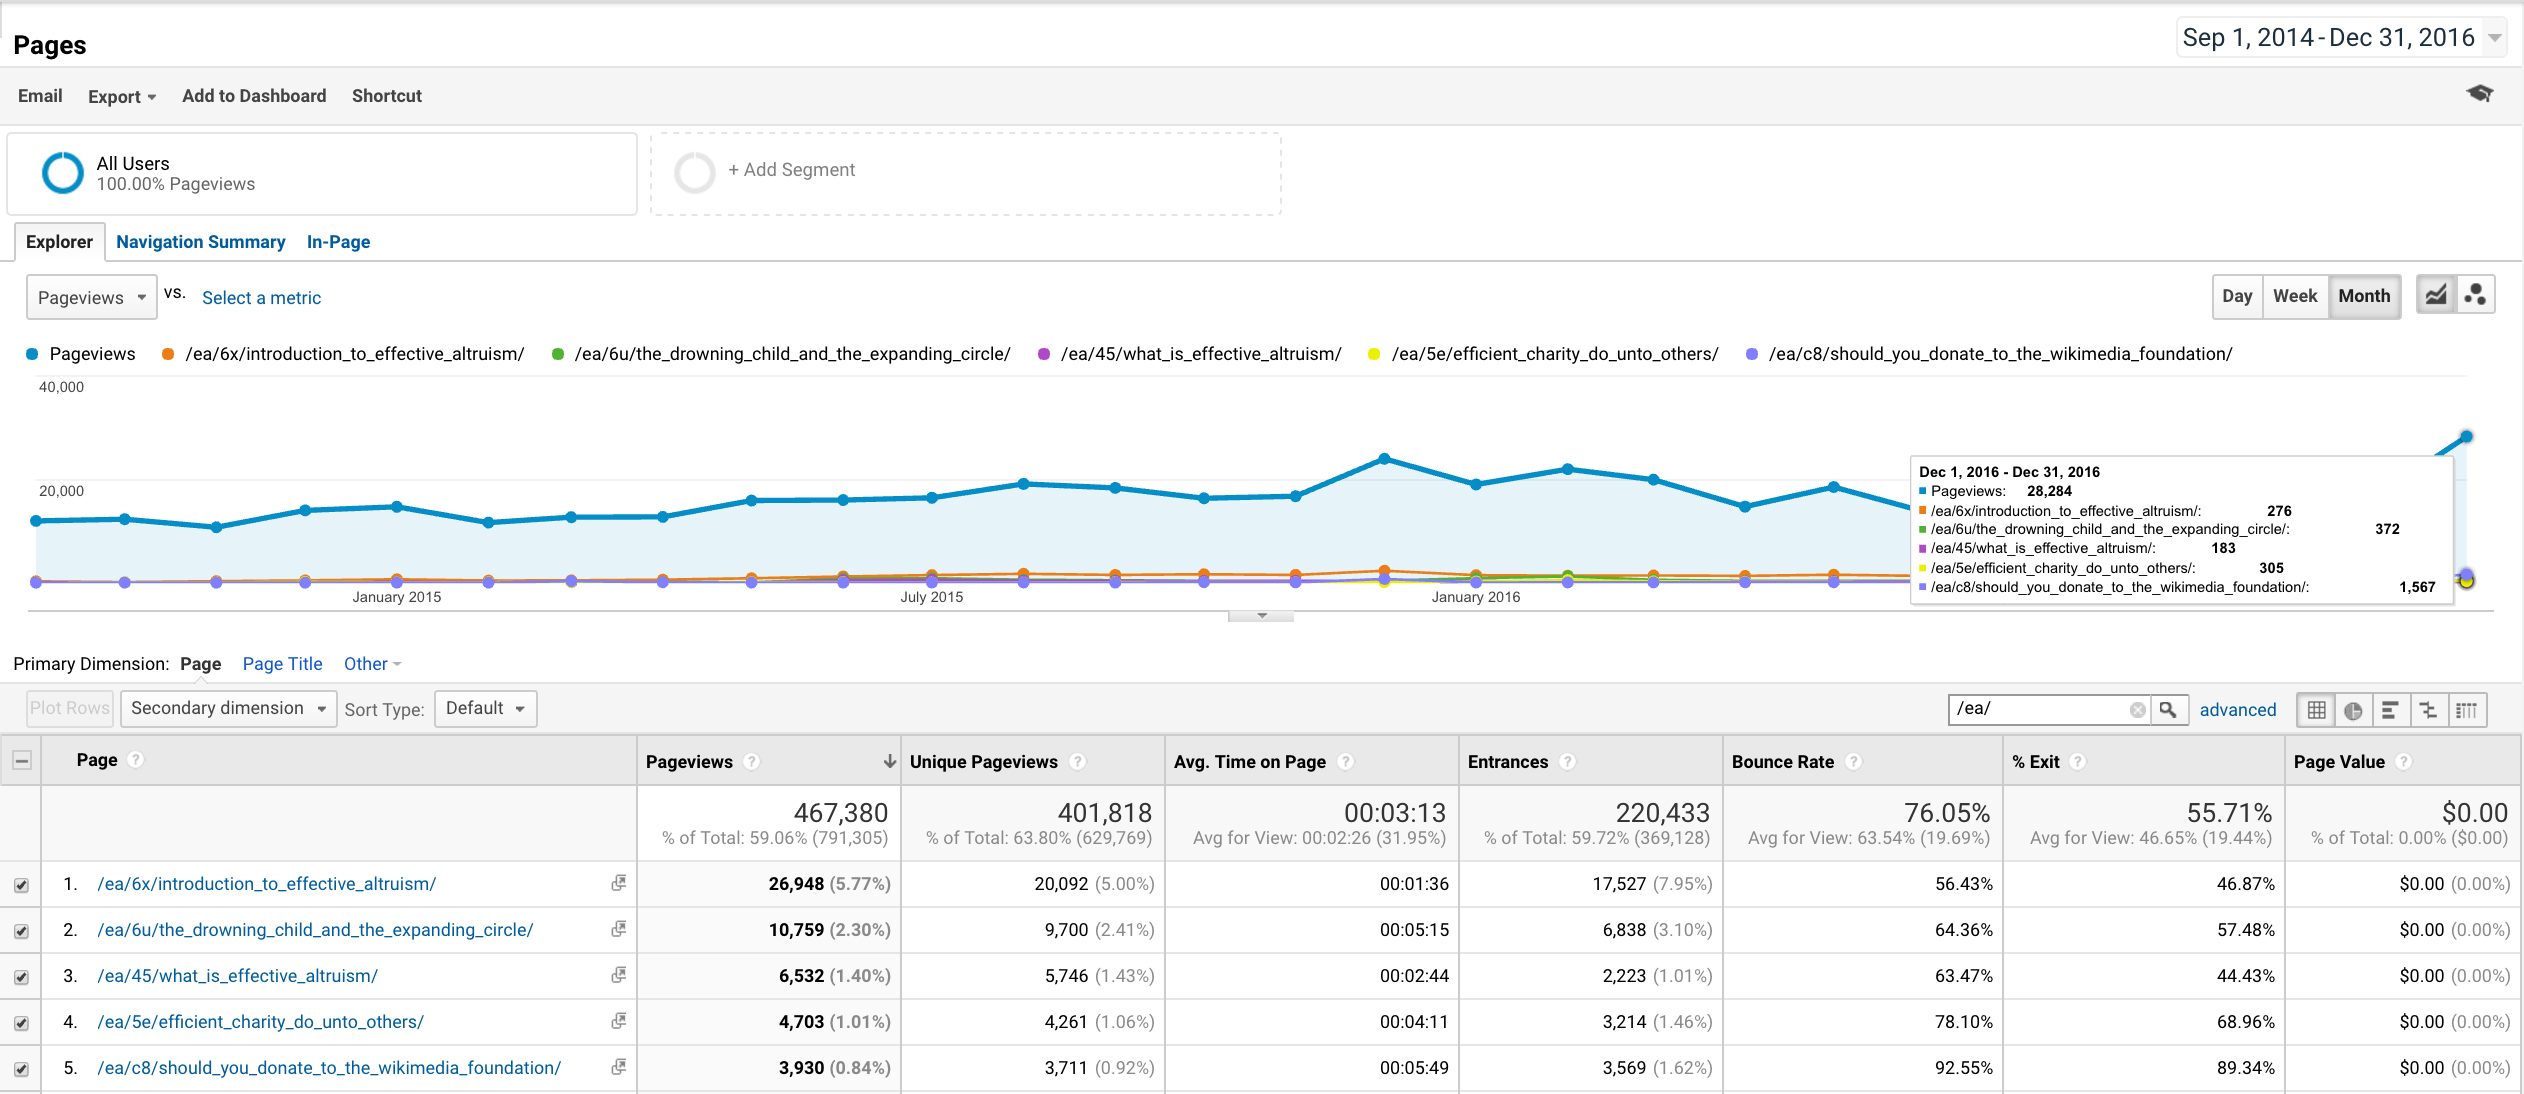 Pages
Sep 1, 2014 - Dec 31, 2016
Email Export Add to Dashboard Shortcut
All Users
100.00% Pageviews
+ Add Segment
Explorer Navigation Summary In-Page
Pageviews vs. Select a metric
Day Week Month
Pageviews /ea/6x/introduction_to_effective_altruism/ /ea/6u/the_drowning_child_and_the_expanding_circle/ /ea/45/what_is_effective_altruism/ /ea/5e/efficient_charity_do_unto_others/ /ea/c8/should_you_donate_to_the_wikimedia_foundation/
40,000
20,000
Dec 1, 2016 - Dec 31, 2016
Pageviews: 28,284
/ea/6x/introduction_to_effective_altruism/: 276
/ea/6u/the_drowning_child_and_the_expanding_circle/: 372
/ea/45/what_is_effective_altruism/: 183
/ea/5e/efficient_charity_do_unto_others/: 305
/ea/c8/should_you_donate_to_the_wikimedia_foundation/: 1,567
January 2015 July 2015 January 2016
Primary Dimension: Page Page Title Other
Plot Rows Secondary dimension Sort Type: Default /ea/ advanced
Page ? Pageviews ? Unique Pageviews ? Avg. Time on Page ? Entrances ? Bounce Rate ? % Exit ? Page Value ?
467,380 401,818 00:03:13 220,433 76.05% 55.71% $0.00
% of Total: 59.06% (791,305) % of Total: 63.80% (629,769) Avg for View: 00:02:26 (31.95%) % of Total: 59.72% (369,128) Avg for View: 63.54% (19.69%) Avg for View: 46.65% (19.44%) % of Total: 0.00% ($0.00)
1. /ea/6x/introduction_to_effective_altruism/ 26,948 (5.77%) 20,092 (5.00%) 00:01:36 17,527 (7.95%) 56.43% 46.87% $0.00 (0.00%)
2. /ea/6u/the_drowning_child_and_the_expanding_circle/ 10,759 (2.30%) 9,700 (2.41%) 00:05:15 6,838 (3.10%) 64.36% 57.48% $0.00 (0.00%)
3. /ea/45/what_is_effective_altruism/ 6,532 (1.40%) 5,746 (1.43%) 00:02:44 2,223 (1.01%) 63.47% 44.43% $0.00 (0.00%)
4. /ea/5e/efficient_charity_do_unto_others/ 4,703 (1.01%) 4,261 (1.06%) 00:04:11 3,214 (1.46%) 78.10% 68.96% $0.00 (0.00%)
5. /ea/c8/should_you_donate_to_the_wikimedia_foundation/ 3,930 (0.84%) 3,711 (0.92%) 00:05:49 3,569 (1.62%) 92.55% 89.34% $0.00 (0.00%)